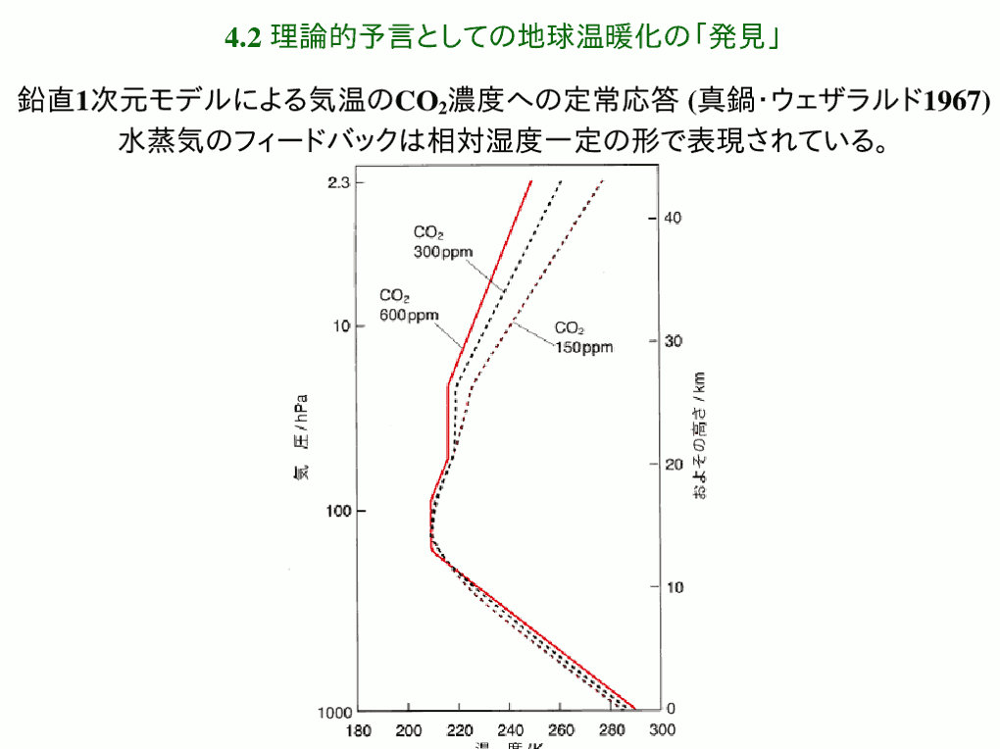 4.2 理論的予言としての地球温暖化の「発見」
鉛直1次元モデルによる気温のCO₂濃度への定常応答 (真鍋・ウェザラルド1967)
水蒸気のフィードバックは相対湿度一定の形で表現されている。
2.3
10
100
1000
気 圧/hPa
CO₂
300ppm
CO₂
600ppm
CO₂
150ppm
40
30
20
10
0
およその高さ/km
180 200 220 240 260 280 300
温 度/K